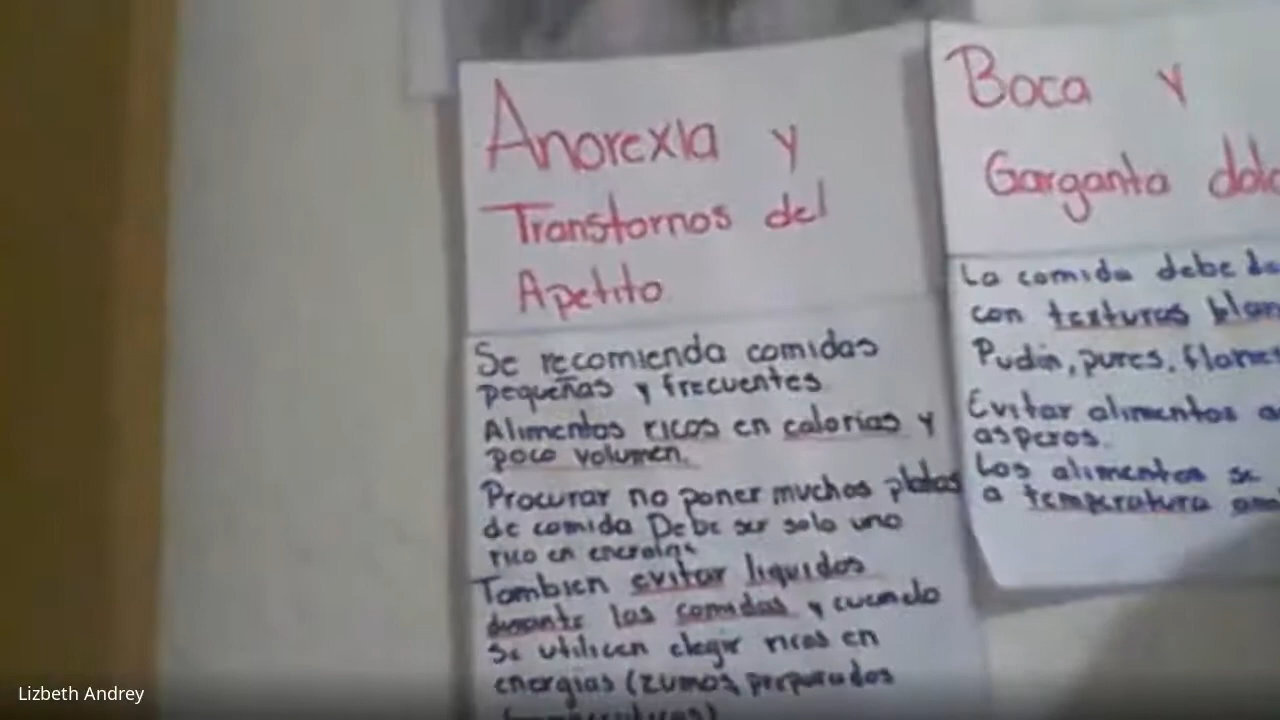 Anorexia y
Transtornos del
Apetito
Se recomienda comidas
pequeñas y frecuentes
Alimentos ricos en calorias y
poco volumen.
Procurar no poner muchos platos
de comida Debe ser solo uno
rico en
Tambien evitar liquidos
durante las comidas y cuando
se utilicen elegir ricos en
energias (zumos,
Boca y
Garganta
La comida debe
con texturas
Pudin, pures,
Evitar alimentos
asperos.
Los alimentos se
a temperatura
Lizbeth Andrey